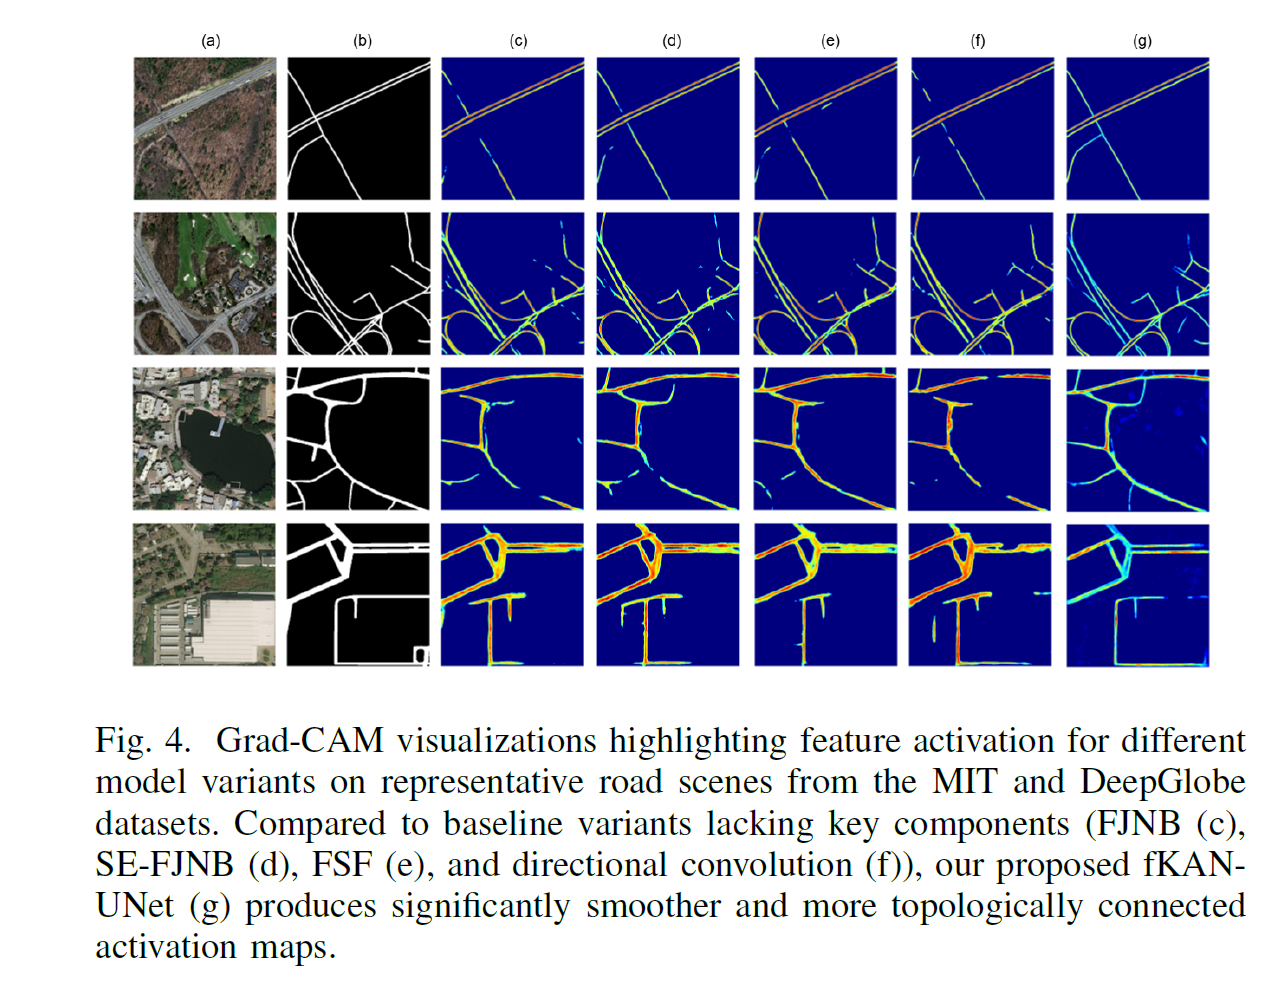 (a) (b) (c) (d) (e) (f) (g)
Fig. 4. Grad-CAM visualizations highlighting feature activation for different
model variants on representative road scenes from the MIT and DeepGlobe
datasets. Compared to baseline variants lacking key components (FJNB (c),
SE-FJNB (d), FSF (e), and directional convolution (f)), our proposed fKAN-
UNet (g) produces significantly smoother and more topologically connected
activation maps.